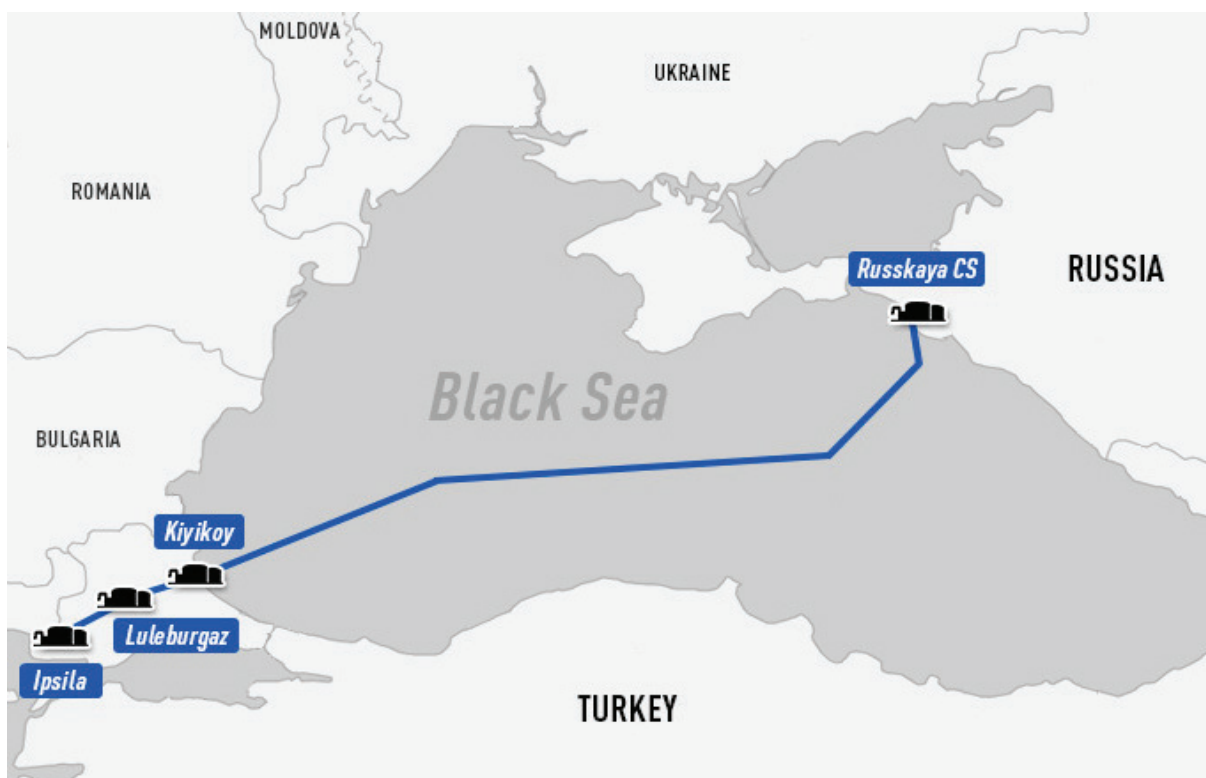 MOLDOVA
UKRAINE
ROMANIA
Russkaya CS
RUSSIA
Black Sea
BULGARIA
Kiyikoy
Luleburgaz
Ipsila
TURKEY